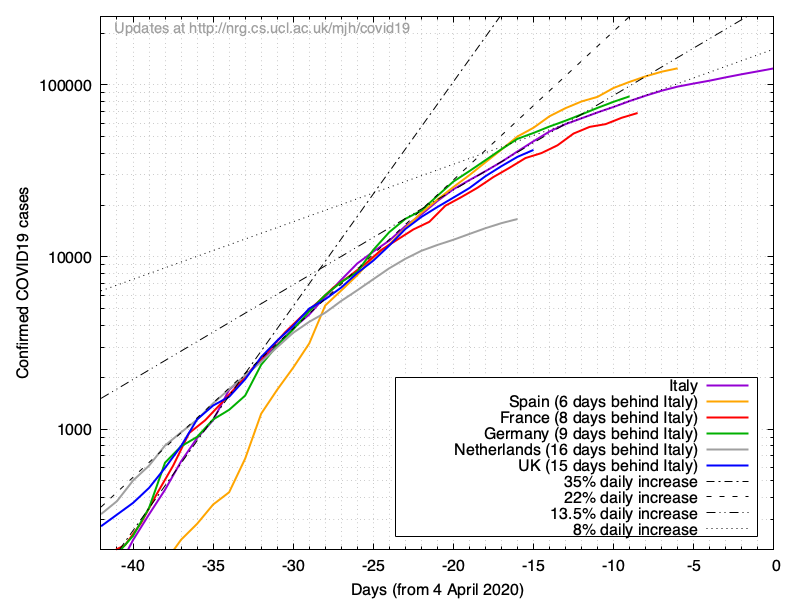 Updates at http://nrg.cs.ucl.ac.uk/mjh/covid19
Confirmed COVID19 cases
100000
10000
1000
Italy
Spain (6 days behind Italy)
France (8 days behind Italy)
Germany (9 days behind Italy)
Netherlands (16 days behind Italy)
UK (15 days behind Italy)
35% daily increase
22% daily increase
13.5% daily increase
8% daily increase
-40 -35 -30 -25 -20 -15 -10 -5 0
Days (from 4 April 2020)